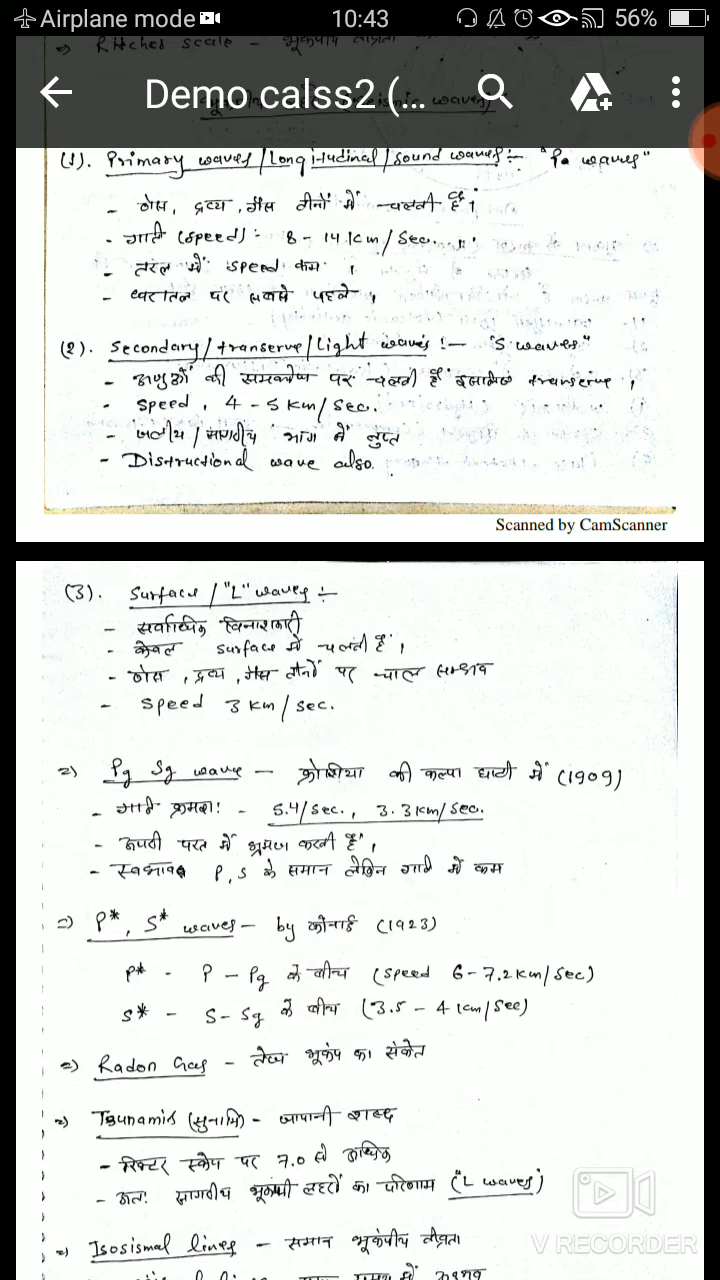 Airplane mode 10:43 56%
=) Ritcher scale - भूकंपीय तीव्रता
Democalss2 (...
(1). Primary waves/Longitudinal/sound waves:- "P- waves"
- ठोस, द्रव्य, गैस तीनों में चलती हैं।
- गति (speed):- 8 - 14 km/Sec.
- तरल में speed कम ,
- धरातल पर सबसे पहले ,
(2). Secondary/transerve/Light waves:- "S waves"
- अणुओं की समकोण पर चलती हैं इसलिए transerve ,
- speed, 4 - 5 km/Sec.
- जलीय/सागरीय भाग में लुप्त
- Distructional wave also.
Scanned by CamScanner
(3). Surface/"L" waves:-
- सर्वाधिक विनाशकारी
- केवल surface में चलती हैं,
- ठोस, द्रव्य, गैस तीनों पर चाल सम्भव
- speed 3 km/sec.
=) Pg Sg wave - क्रोशिया की कल्पा घाटी में (1909)
- गति क्रमश: - 5.4/sec., 3.3 km/sec.
- ऊपरी परत में भ्रमण करती हैं,
- स्वभाव P, S के समान लेकिन गति में कम
=) P*, S* waves - by कोनार्ड (1923)
P* - P - Pg के बीच (speed 6-7.2 km/sec)
S* - S - Sg के बीच (3.5 - 4 km/sec)
=) Radon Gas - तेज भूकंप का संकेत
=) Tsunamis (सुनामि) - जापानी शब्द
- रिक्टर स्केल पर 7.0 से अधिक
- अत: सागरीय भूकंपी लहरों का परिणाम ("L waves)
=) Isosismal lines - समान भूकंपीय तीव्रता
V RECORDER